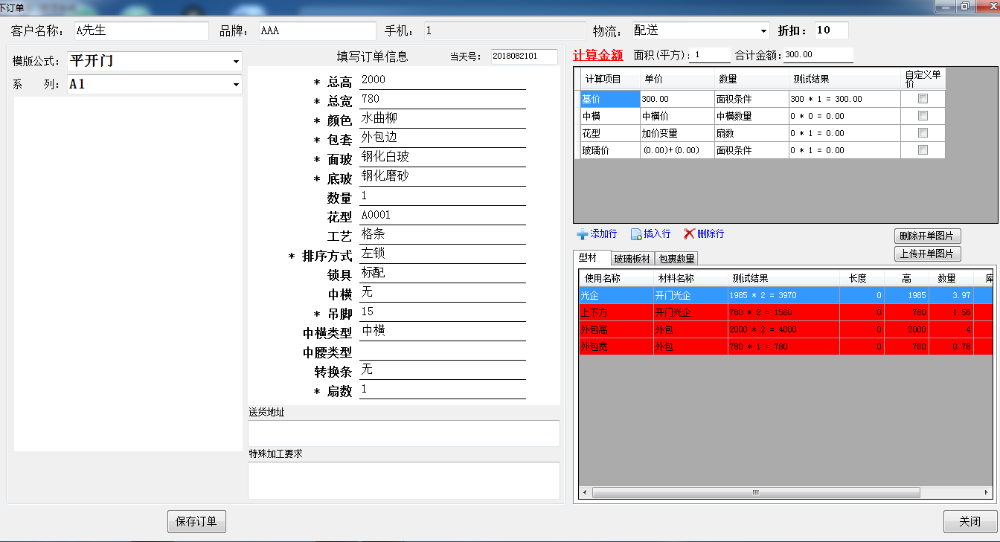 下订单
客户名称: A先生 品牌: AAA 手机: 1 物流: 配送 折扣: 10
模版公式: 平开门
系 列: A1
填写订单信息 当天号: 2018082101
* 总高 2000
* 总宽 780
* 颜色 水曲柳
* 包套 外包边
* 面玻 钢化白玻
* 底玻 钢化磨砂
数量 1
花型 A0001
工艺 格条
* 排序方式 左锁
锁具 标配
中横 无
* 吊脚 15
中横类型 中横
中腰类型
转换条 无
* 扇数 1
送货地址
特殊加工要求
保存订单
计算金额 面积(平方): 1 合计金额: 300.00
计算项目 单价 数量 测试结果 自定义单价
基价 300.00 面积条件 300 * 1 = 300.00
中横 中横价 中横数量 0 * 0 = 0.00
花型 加价变量 扇数 0 * 1 = 0.00
玻璃价 (0.00)+(0.00) 面积条件 0 * 1 = 0.00
添加行 插入行 删除行
删除开单图片
上传开单图片
型材 玻璃板材 包裹数量
使用名称 材料名称 测试结果 长度 高 数量
光企 开门光企 1985 * 2 = 3970 0 1985 3.97
上下方 开门光企 780 * 2 = 1560 0 780 1.56
外包高 外包 2000 * 2 = 4000 0 2000 4
外包宽 外包 780 * 1 = 780 0 780 0.78
关闭